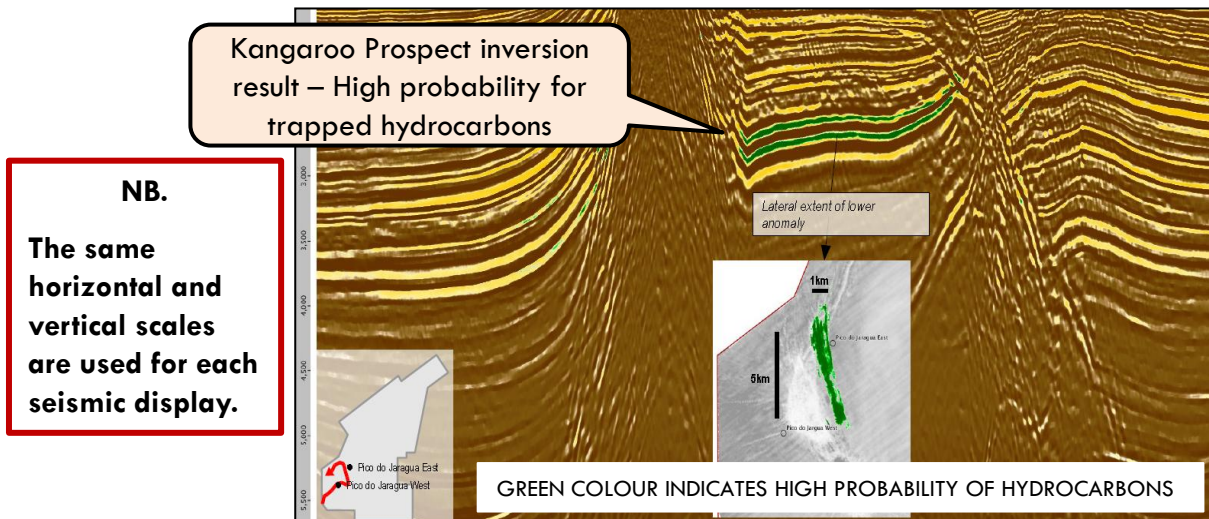 Kangaroo Prospect inversion
result – High probability for
trapped hydrocarbons
NB.
The same
horizontal and
vertical scales
are used for each
seismic display.
3,000
3,500
4,000
4,500
5,000
5,500
Lateral extent of lower
anomaly
1km
Pico do Jaragua East
5km
Pico do Jaragua West
Pico do Jaragua East
Pico do Jaragua West
GREEN COLOUR INDICATES HIGH PROBABILITY OF HYDROCARBONS